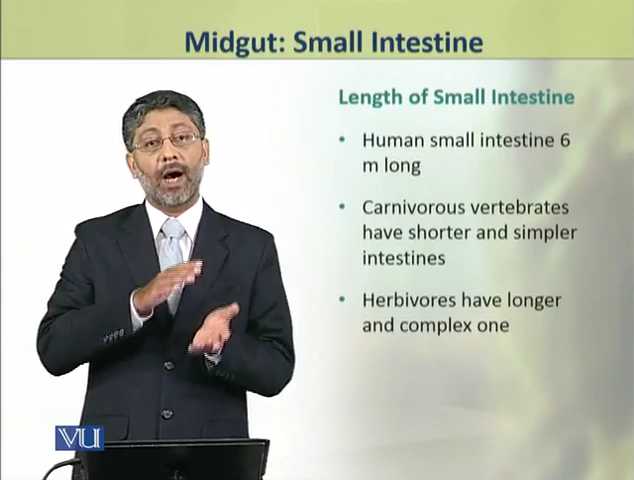 Midgut: Small Intestine
Length of Small Intestine
• Human small intestine 6
m long
• Carnivorous vertebrates
have shorter and simpler
intestines
• Herbivores have longer
and complex one
VU